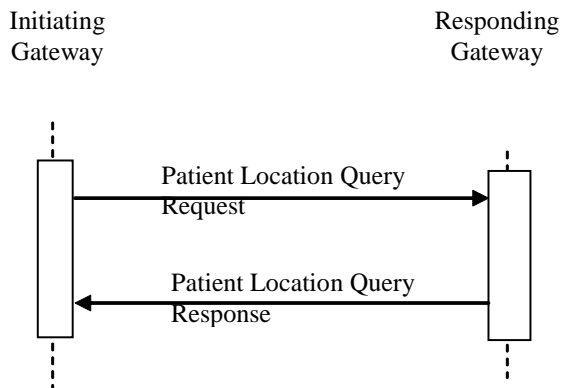 Initiating
Gateway
Responding
Gateway
Patient Location Query
Request
Patient Location Query
Response